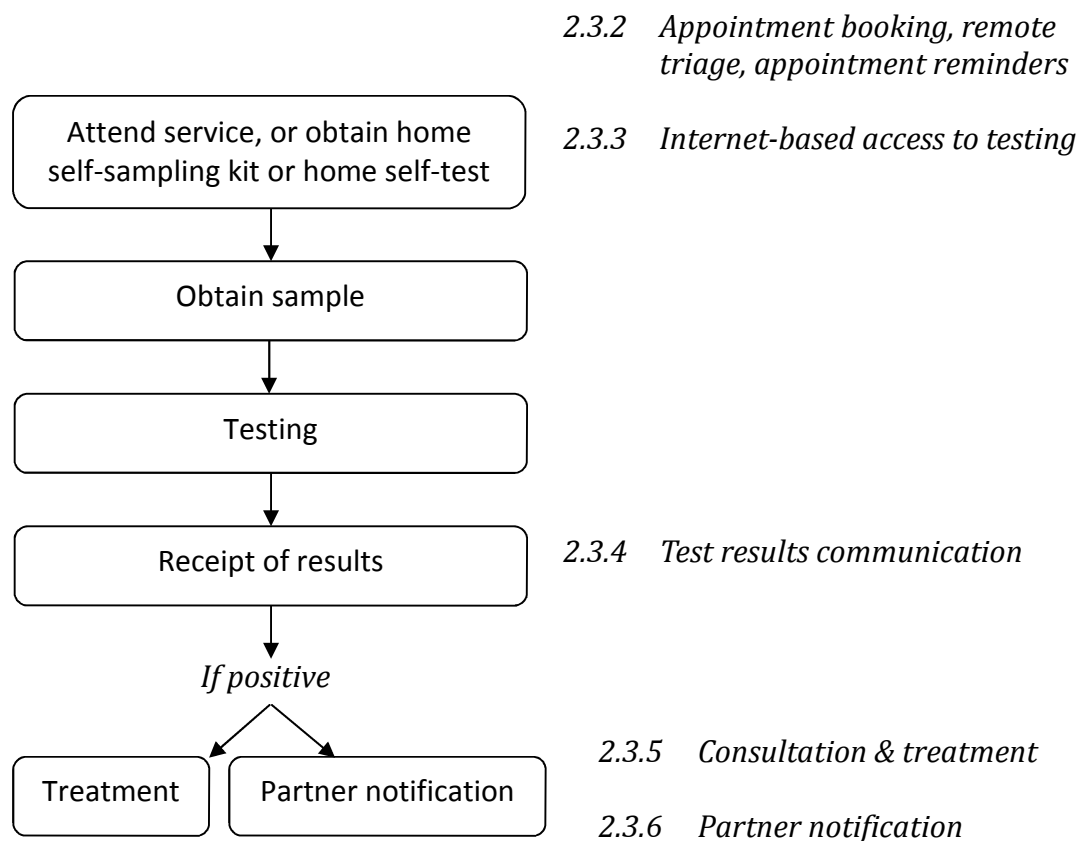 2.3.2 Appointment booking, remote
triage, appointment reminders
Attend service, or obtain home
self-sampling kit or home self-test
2.3.3 Internet-based access to testing
Obtain sample
Testing
Receipt of results
2.3.4 Test results communication
If positive
Treatment
Partner notification
2.3.5 Consultation & treatment
2.3.6 Partner notification